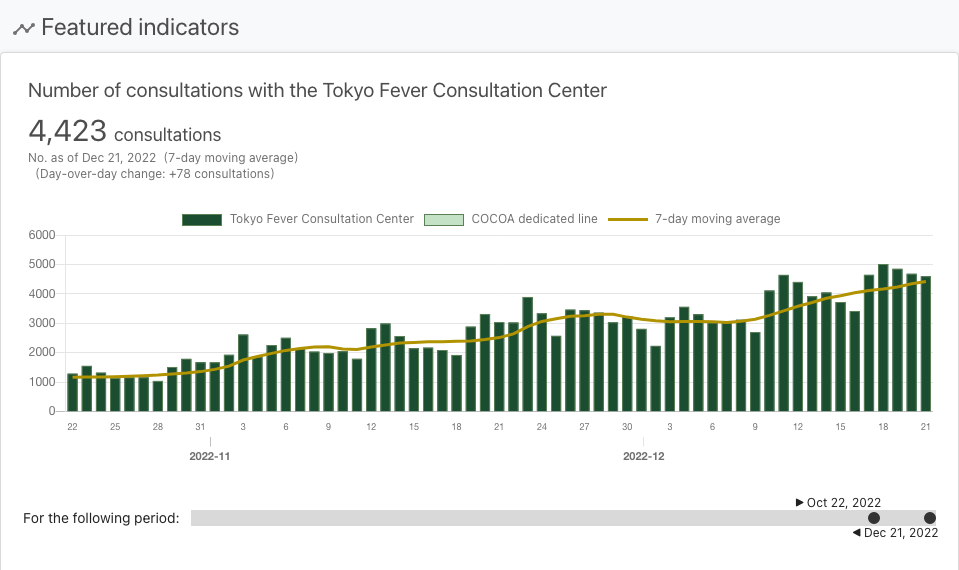 Featured indicators
Number of consultations with the Tokyo Fever Consultation Center
4,423 consultations
No. as of Dec 21, 2022 (7-day moving average)
(Day-over-day change: +78 consultations)
Tokyo Fever Consultation Center COCOA dedicated line 7-day moving average
6000
5000
4000
3000
2000
1000
0
22 25 28 31 3 6 9 12 15 18 21 24 27 30 3 6 9 12 15 18 21
2022-11 2022-12
▶ Oct 22, 2022
For the following period:
◀ Dec 21, 2022